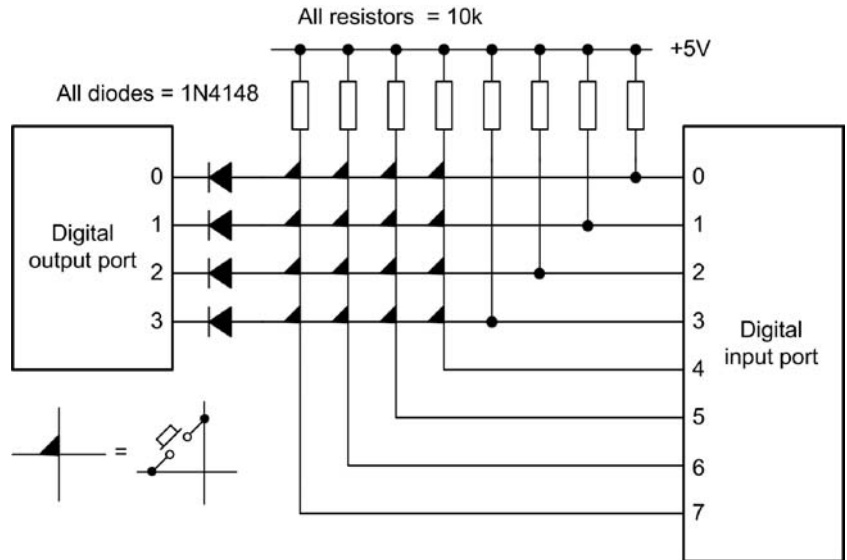 All resistors = 10k
+5V
All diodes = 1N4148
0
1
2
3
Digital
output port
0
1
2
3
4
5
6
7
Digital
input port
=